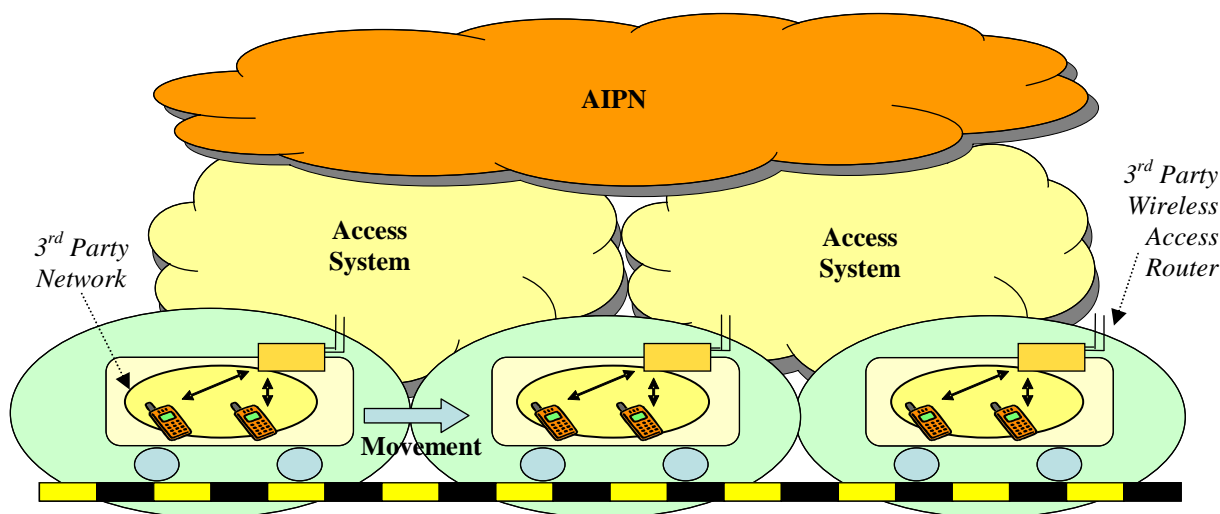 AIPN
Access
System
Access
System
3rd Party
Network
3rd Party
Wireless
Access
Router
Movement